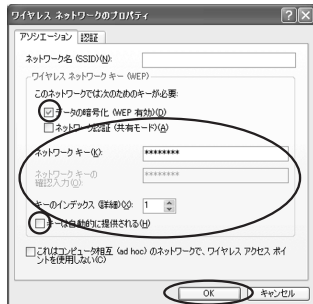 ワイヤレス ネットワークのプロパティ
アソシエーション 認証
ネットワーク名 (SSID)(N):
ワイヤレス ネットワーク キー (WEP)
このネットワークでは次のためのキーが必要:
データの暗号化 (WEP 有効)(D)
ネットワーク認証 (共有モード)(A)
ネットワーク キー(K): ********
ネットワーク キーの
確認入力(O): ********
キーのインデックス (詳細)(X): 1
キーは自動的に提供される(H)
これはコンピュータ相互 (ad hoc) のネットワークで、ワイヤレス アクセス ポイ
ントを使用しない(C)
OK キャンセル